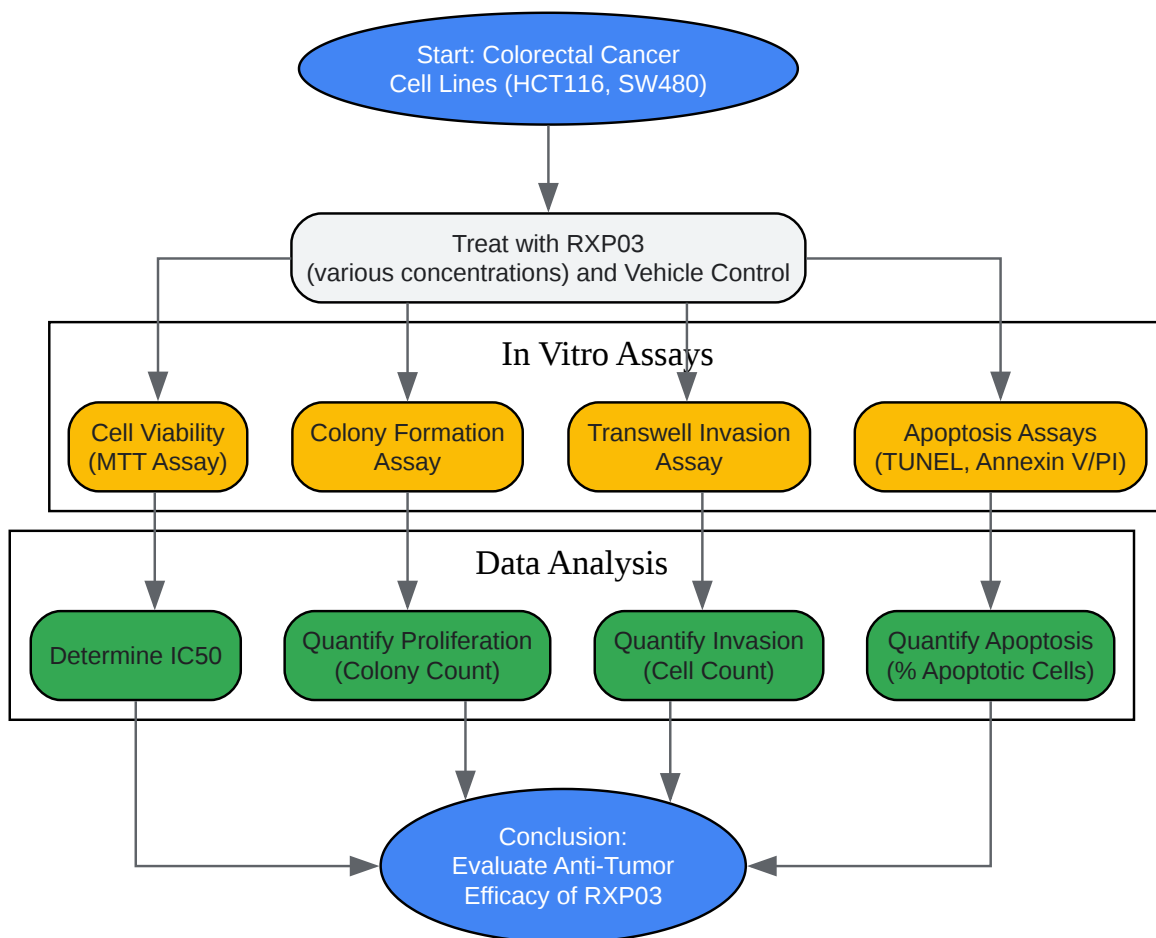 Start: Colorectal Cancer
Cell Lines (HCT116, SW480)
Treat with RXP03
(various concentrations) and Vehicle Control
In Vitro Assays
Cell Viability
(MTT Assay)
Colony Formation
Assay
Transwell Invasion
Assay
Apoptosis Assays
(TUNEL, Annexin V/PI)
Data Analysis
Determine IC50
Quantify Proliferation
(Colony Count)
Quantify Invasion
(Cell Count)
Quantify Apoptosis
(% Apoptotic Cells)
Conclusion:
Evaluate Anti-Tumor
Efficacy of RXP03